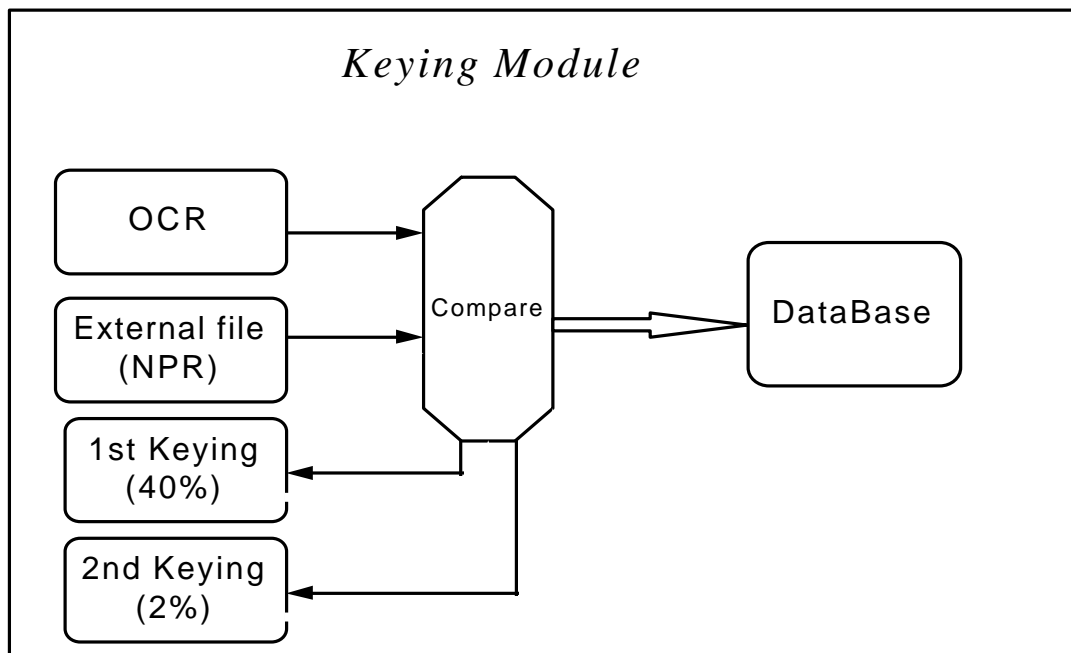 Keying Module
OCR
External file
(NPR)
Compare
DataBase
1st Keying
(40%)
2nd Keying
(2%)